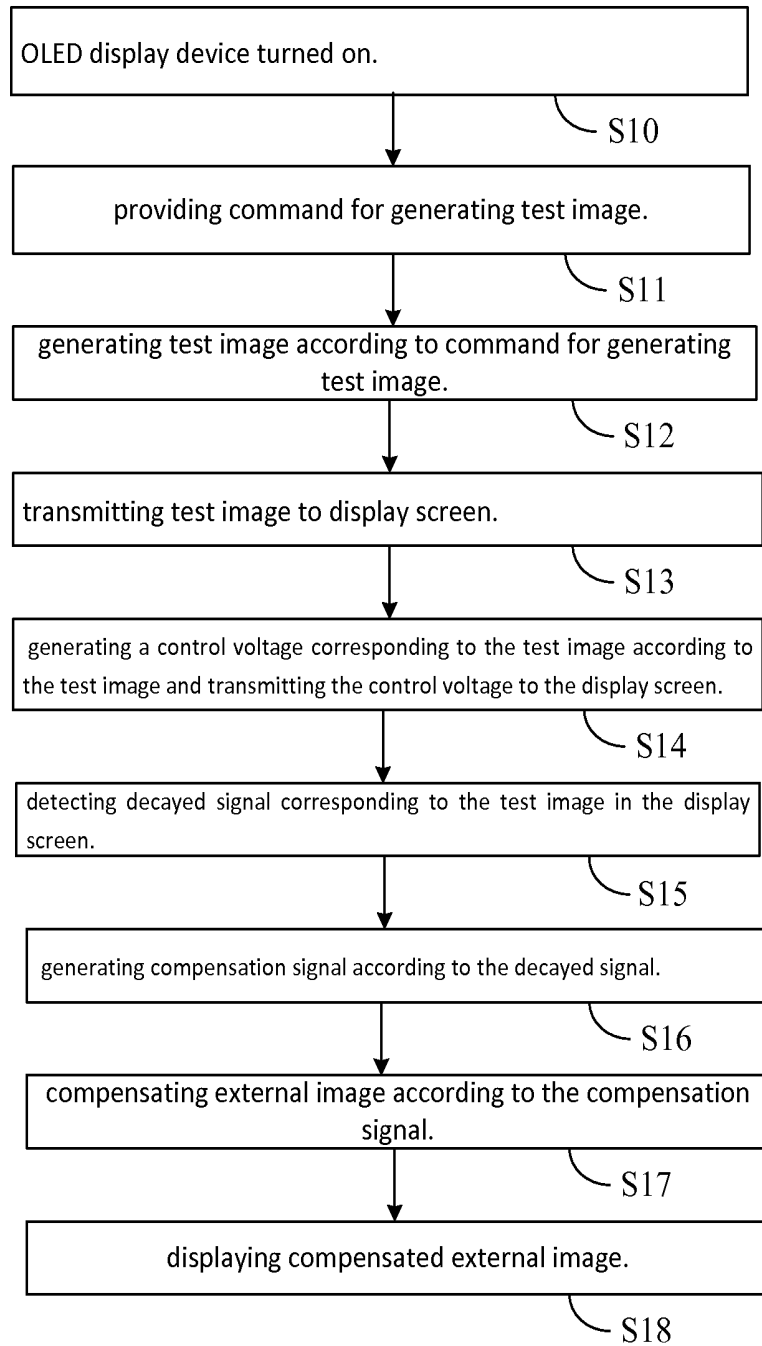 OLED display device turned on.
S10
providing command for generating test image.
S11
generating test image according to command for generating
test image.
S12
transmitting test image to display screen.
S13
generating a control voltage corresponding to the test image according to
the test image and transmitting the control voltage to the display screen.
S14
detecting decayed signal corresponding to the test image in the display
screen.
S15
generating compensation signal according to the decayed signal.
S16
compensating external image according to the compensation
signal.
S17
displaying compensated external image.
S18